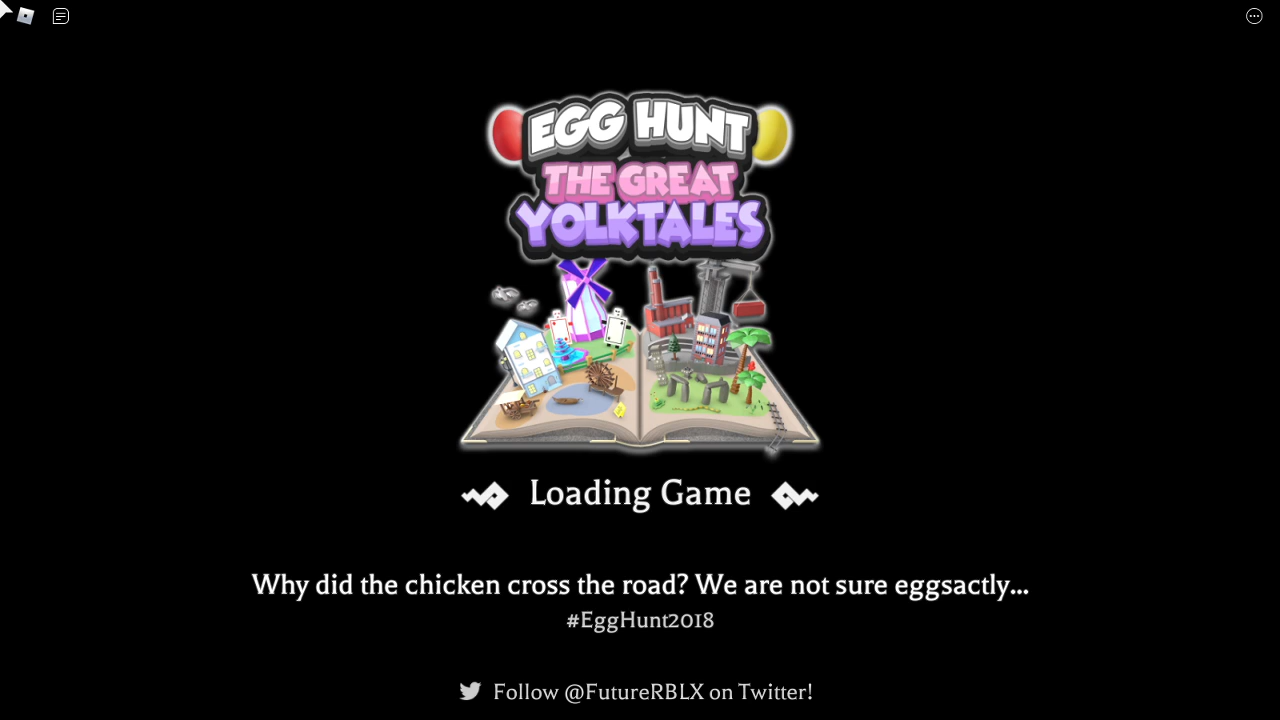 EGG HUNT
THE GREAT
YOLKTALES
Loading Game
Why did the chicken cross the road? We are not sure eggsactly...
#EggHunt2018
Follow @FutureRBLX on Twitter!